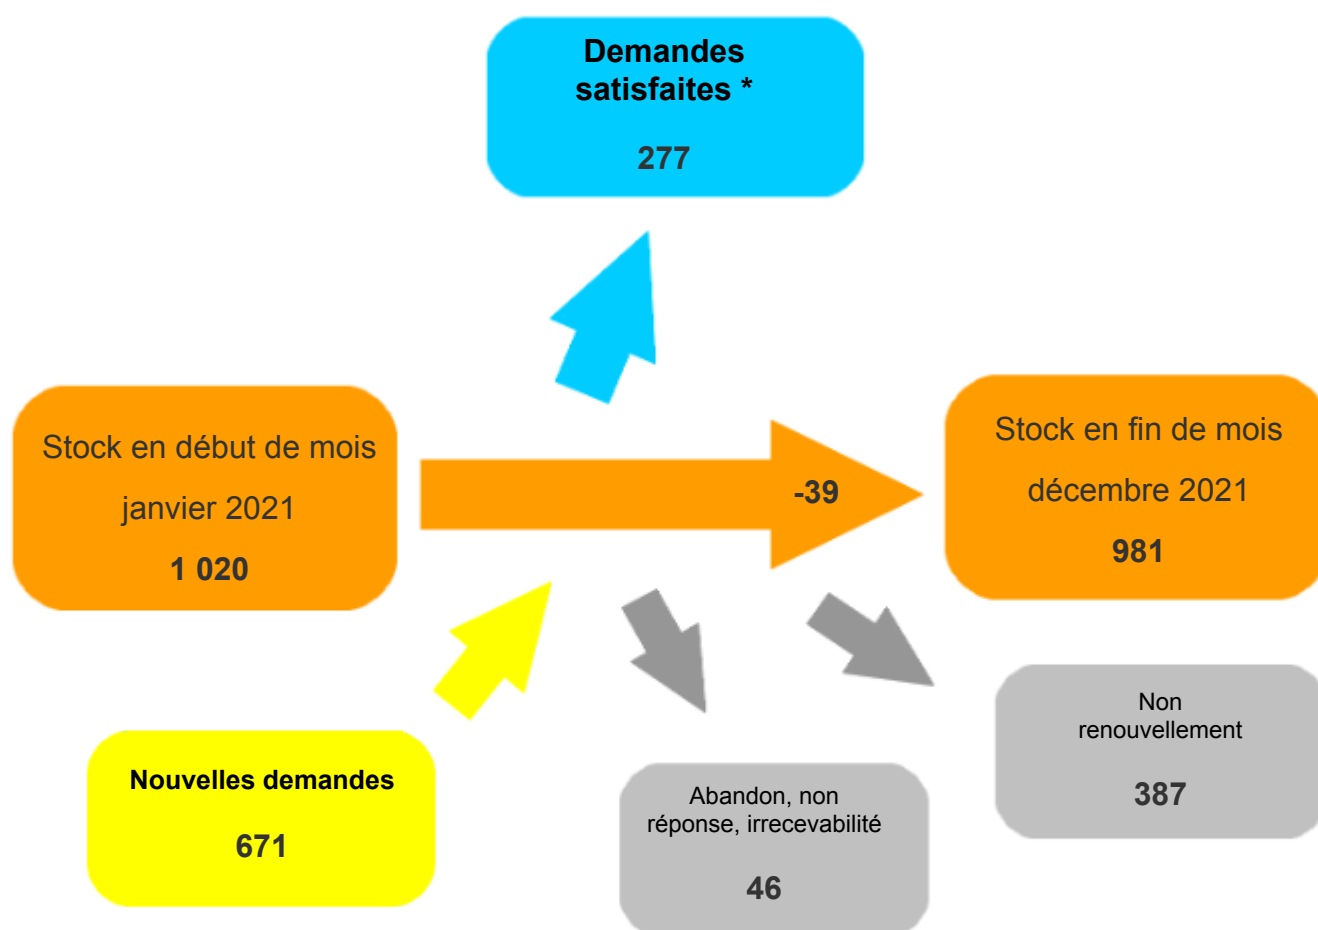 Demandes
satisfaites *
277
Stock en début de mois
janvier 2021
1 020
-39
Stock en fin de mois
décembre 2021
981
Nouvelles demandes
671
Abandon, non
réponse, irrecevabilité
46
Non
renouvellement
387